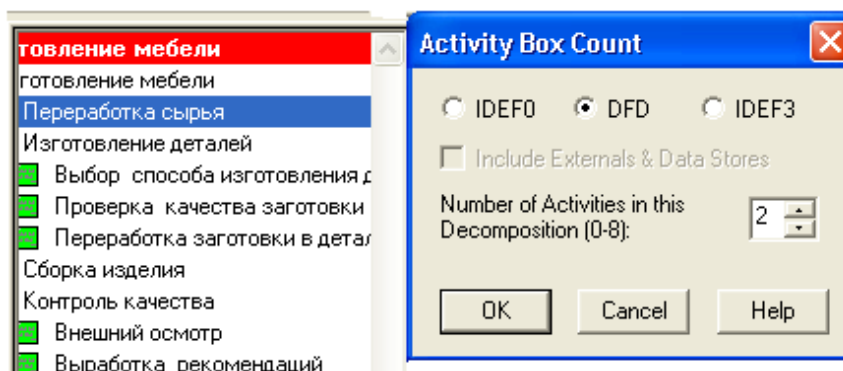 товление мебели
готовление мебели
Переработка сырья
Изготовление деталей
Выбор способа изготовления д
Проверка качества заготовки
Переработка заготовки в детал
Сборка изделия
Контроль качества
Внешний осмотр
Выработка рекомендаций
Activity Box Count
IDEF0 DFD IDEF3
Include Externals & Data Stores
Number of Activities in this
Decomposition (0-8):
2
OK Cancel Help